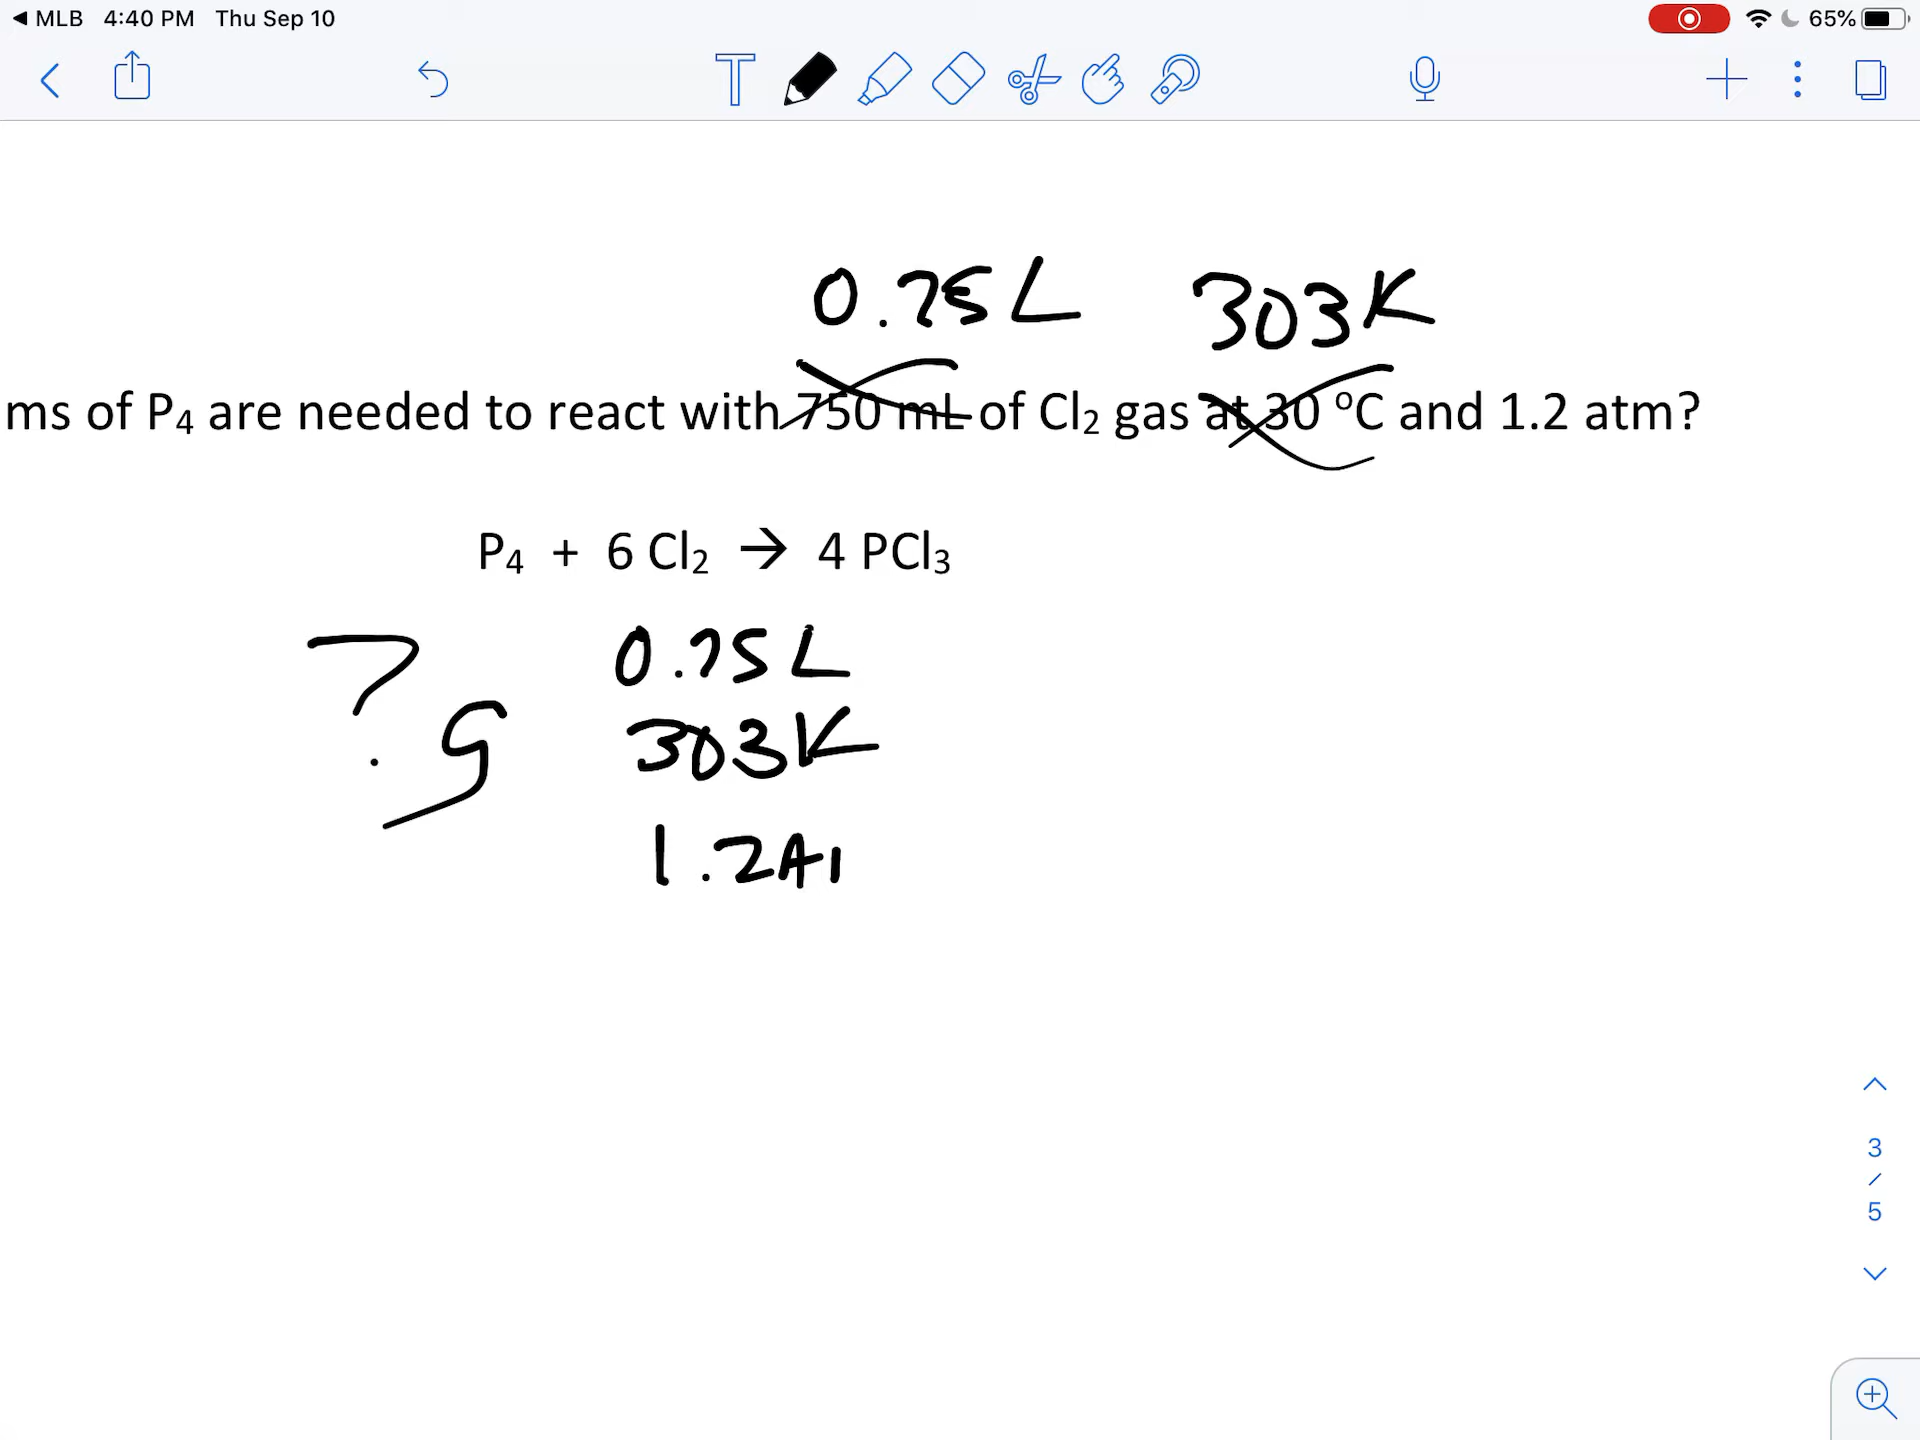 MLB 4:40 PM Thu Sep 10 65%
0.75L 303K
ms of P4 are needed to react with 750 mL of Cl2 gas at 30 ºC and 1.2 atm?
P4 + 6 Cl2 → 4 PCl3
0.75L
? g
303K
1.2A
3
/
5